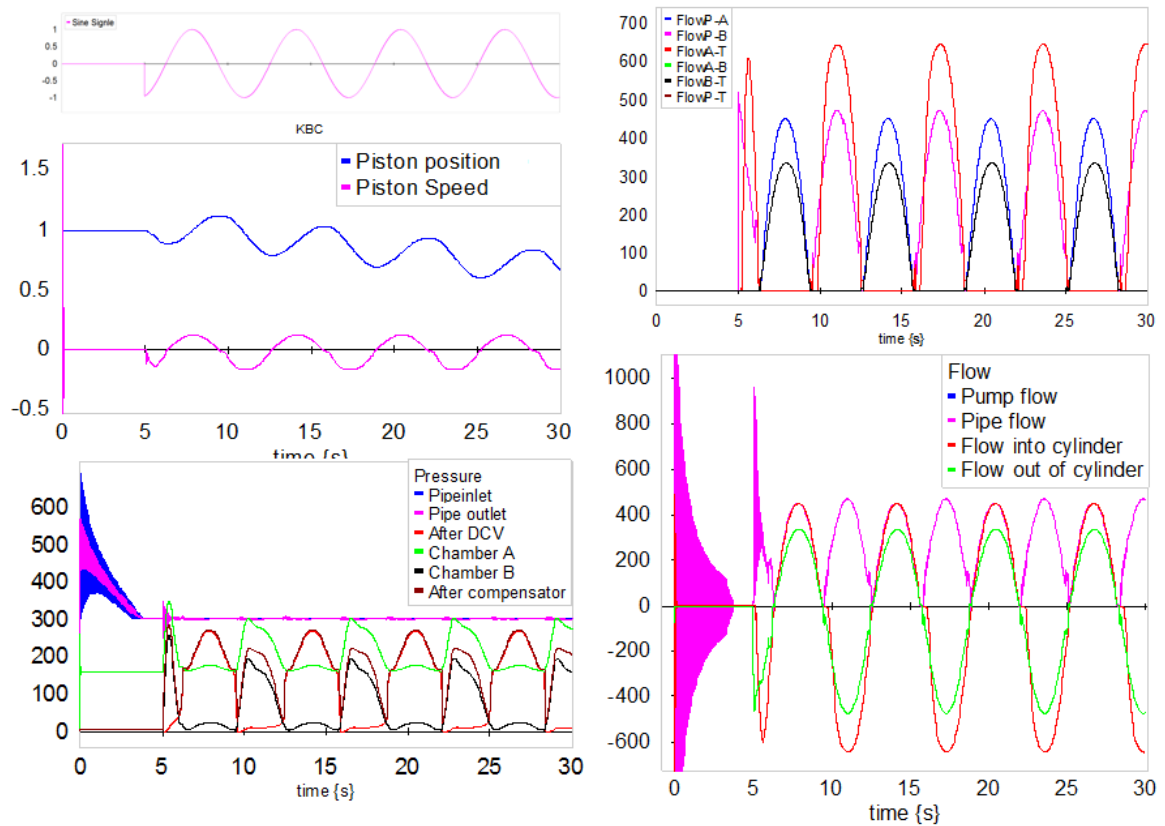 Sine Signle
1
0.5
0
-0.5
-1
KBC
Piston position
Piston Speed
1.5
1
0.5
0
-0.5
0 5 10 15 20 25 30
time {s}
Pressure
Pipeinlet
Pipe outlet
After DCV
Chamber A
Chamber B
After compensator
600
500
400
300
200
100
0
0 5 10 15 20 25 30
time {s}
FlowP-A
FlowP-B
FlowA-T
FlowA-B
FlowB-T
FlowP-T
700
600
500
400
300
200
100
0
0 5 10 15 20 25 30
time {s}
Flow
Pump flow
Pipe flow
Flow into cylinder
Flow out of cylinder
1000
800
600
400
200
0
-200
-400
-600
0 5 10 15 20 25 30
time {s}